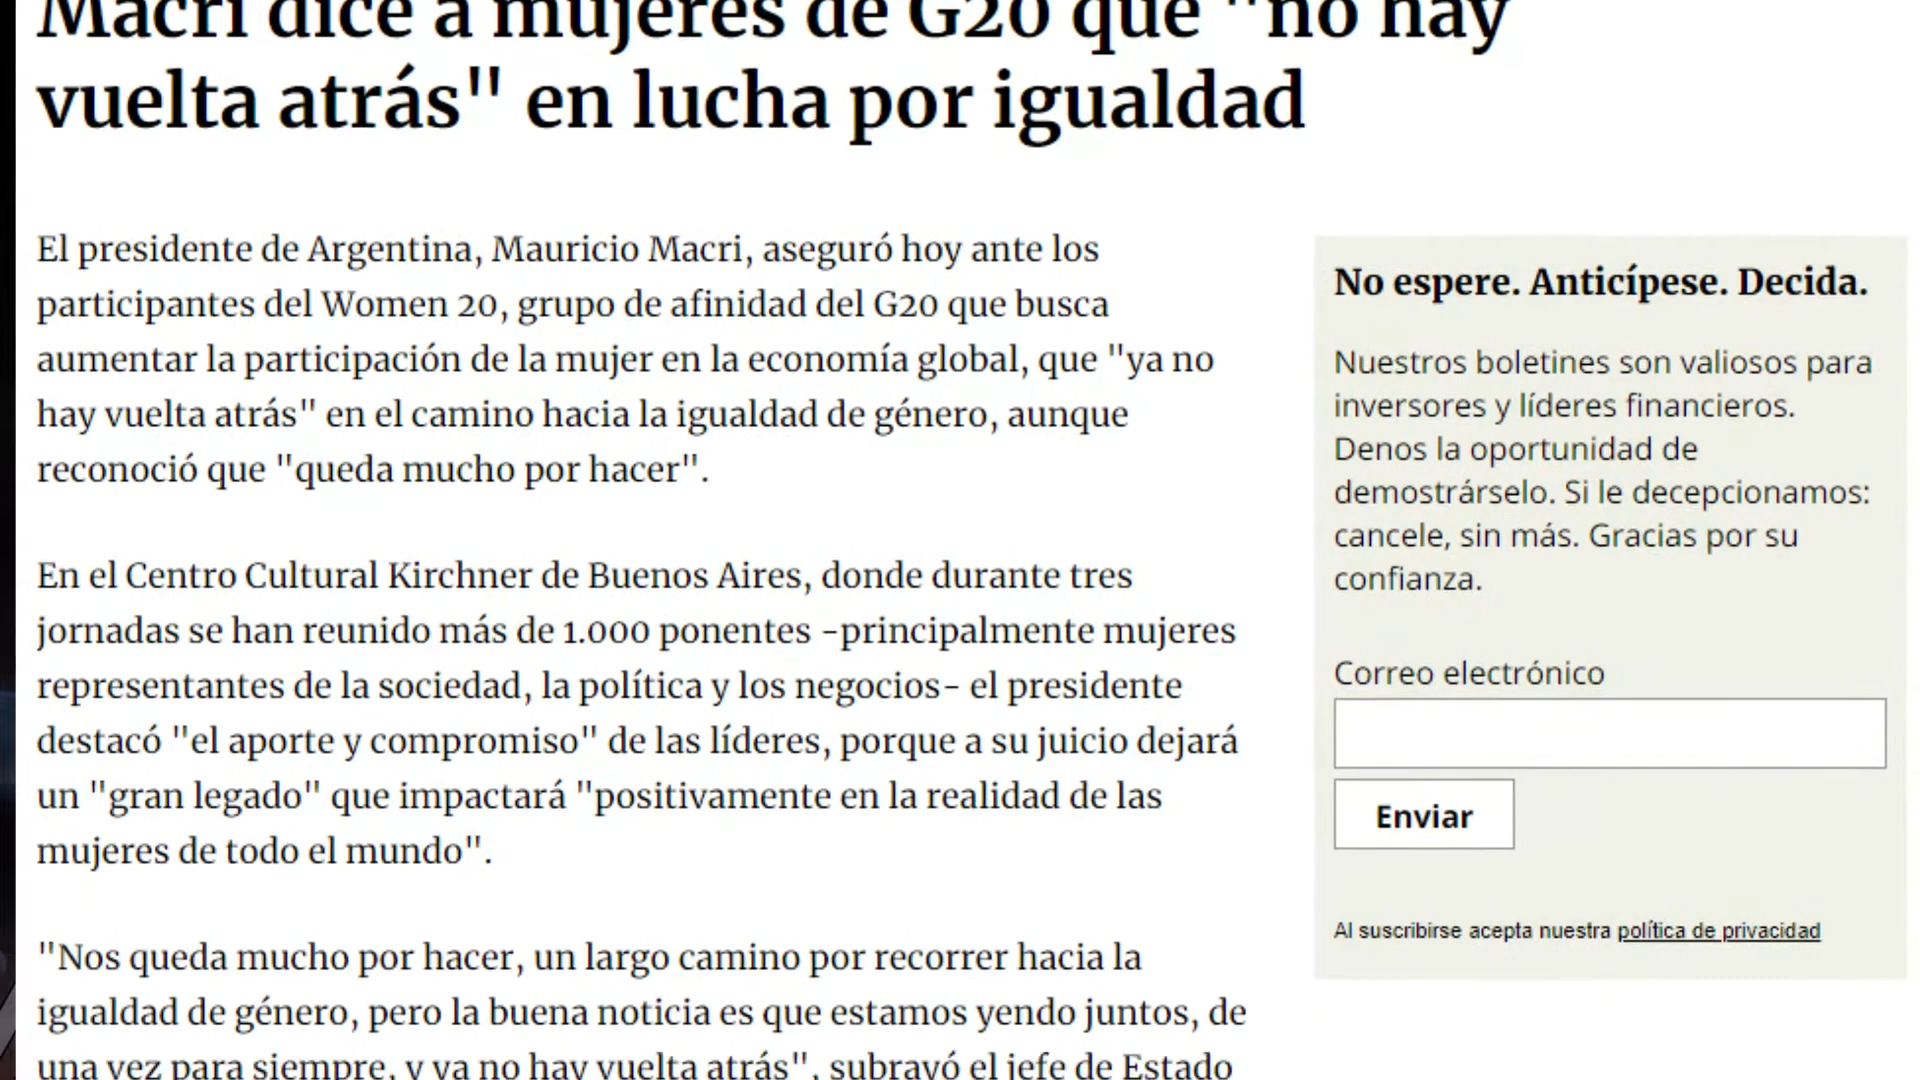 Macri dice a mujeres de G20 que "no hay
vuelta atrás" en lucha por igualdad
El presidente de Argentina, Mauricio Macri, aseguró hoy ante los
participantes del Women 20, grupo de afinidad del G20 que busca
aumentar la participación de la mujer en la economía global, que "ya no
hay vuelta atrás" en el camino hacia la igualdad de género, aunque
reconoció que "queda mucho por hacer".
En el Centro Cultural Kirchner de Buenos Aires, donde durante tres
jornadas se han reunido más de 1.000 ponentes -principalmente mujeres
representantes de la sociedad, la política y los negocios- el presidente
destacó "el aporte y compromiso" de las líderes, porque a su juicio dejará
un "gran legado" que impactará "positivamente en la realidad de las
mujeres de todo el mundo".
"Nos queda mucho por hacer, un largo camino por recorrer hacia la
igualdad de género, pero la buena noticia es que estamos yendo juntos, de
una vez para siempre, y ya no hay vuelta atrás", subrayó el jefe de Estado
No espere. Anticípese. Decida.
Nuestros boletines son valiosos para
inversores y líderes financieros.
Denos la oportunidad de
demostrárselo. Si le decepcionamos:
cancele, sin más. Gracias por su
confianza.
Correo electrónico
Enviar
Al suscribirse acepta nuestra política de privacidad